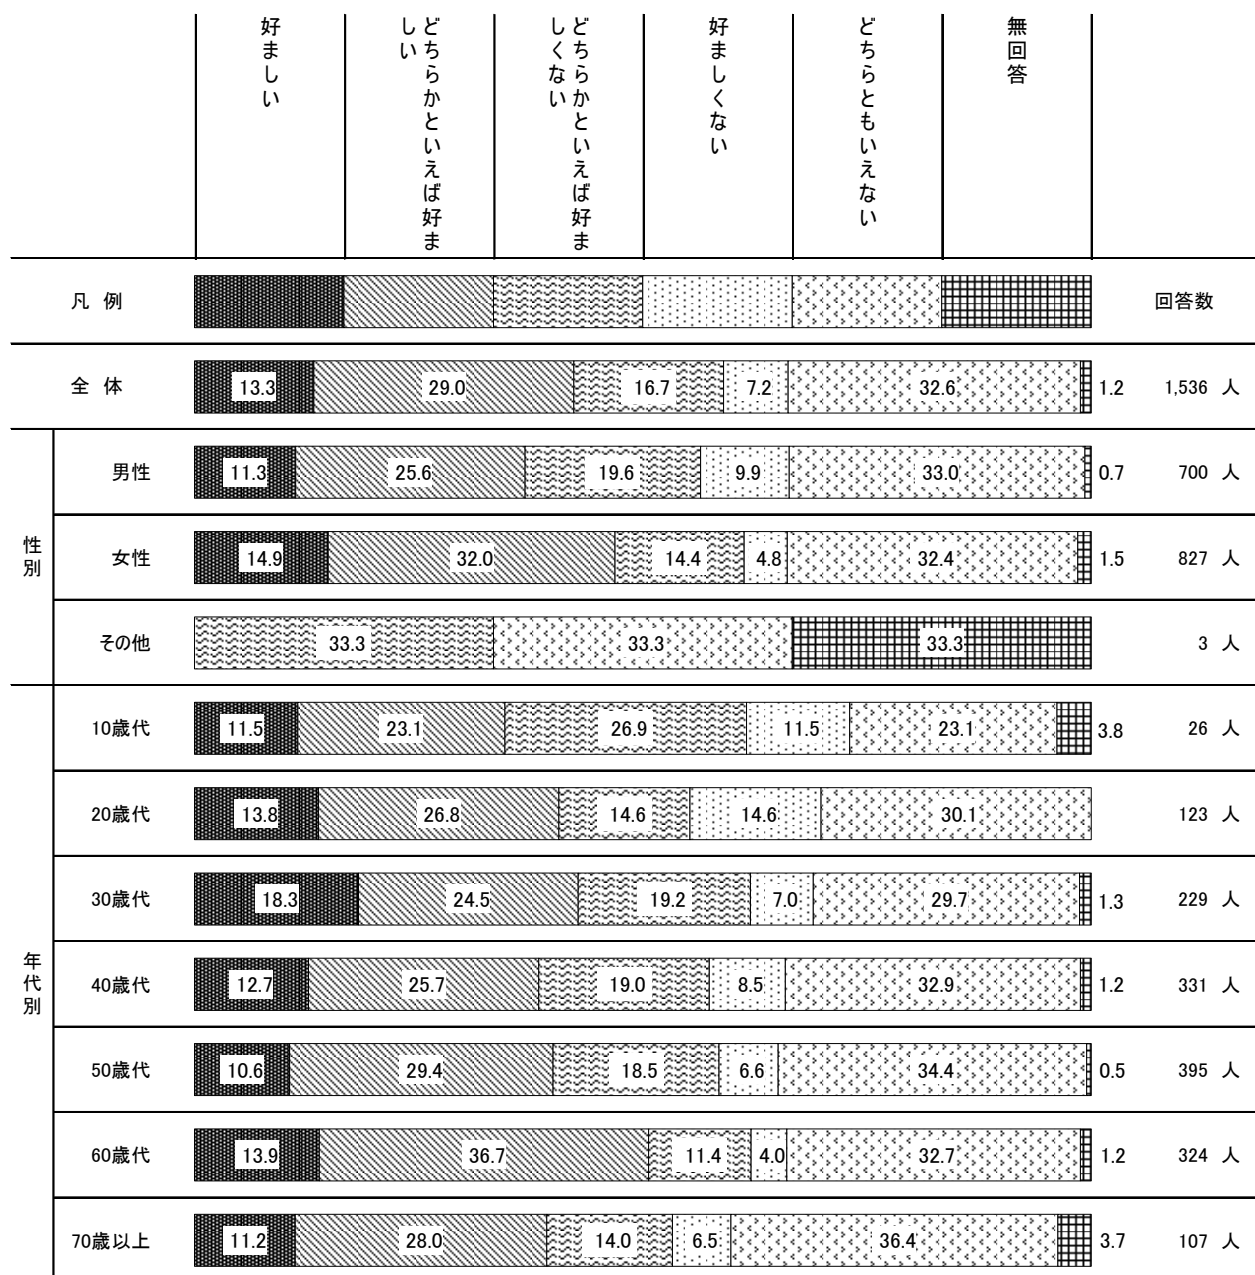 好ましい
どちらかといえば好ま
しい
どちらかといえば好ま
しくない
好ましくない
どちらともいえない
無回答
凡 例
回答数
全 体
13.3 29.0 16.7 7.2 32.6 1.2 1,536 人
性別
男性
11.3 25.6 19.6 9.9 33.0 0.7 700 人
女性
14.9 32.0 14.4 4.8 32.4 1.5 827 人
その他
33.3 33.3 33.3 3 人
年代別
10歳代
11.5 23.1 26.9 11.5 23.1 3.8 26 人
20歳代
13.8 26.8 14.6 14.6 30.1 123 人
30歳代
18.3 24.5 19.2 7.0 29.7 1.3 229 人
40歳代
12.7 25.7 19.0 8.5 32.9 1.2 331 人
50歳代
10.6 29.4 18.5 6.6 34.4 0.5 395 人
60歳代
13.9 36.7 11.4 4.0 32.7 1.2 324 人
70歳以上
11.2 28.0 14.0 6.5 36.4 3.7 107 人